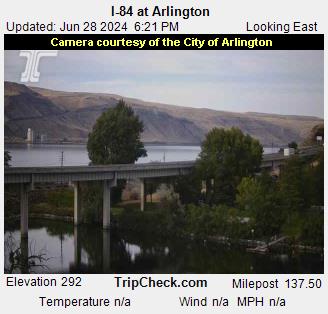 I-84 at Arlington
Updated: Jun 28 2024 6:21 PM Looking East
Camera courtesy of the City of Arlington
Elevation 292 TripCheck.com Milepost 137.50
Temperature n/a Wind n/a MPH n/a